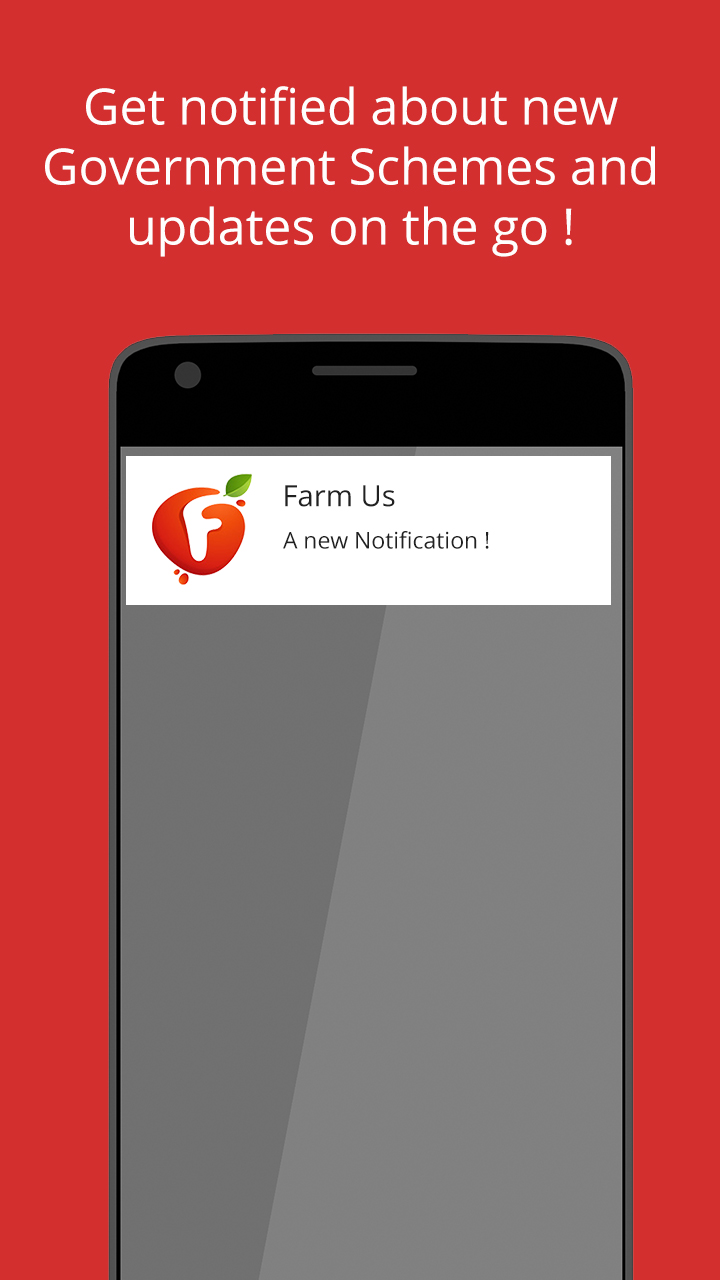 Get notified about new
Government Schemes and
updates on the go !
F
Farm Us
A new Notification !